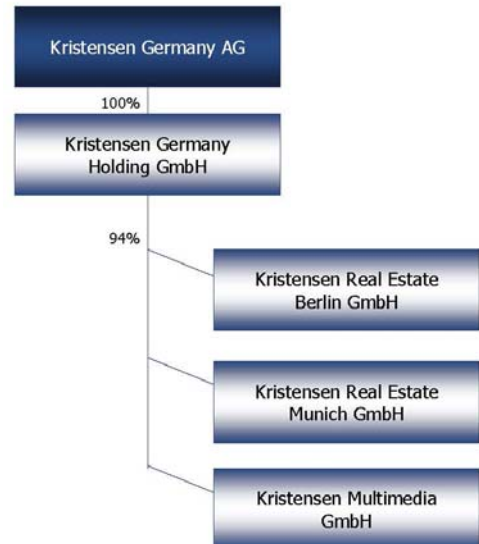 Kristensen Germany AG
100%
Kristensen Germany
Holding GmbH
94%
Kristensen Real Estate
Berlin GmbH
Kristensen Real Estate
Munich GmbH
Kristensen Multimedia
GmbH